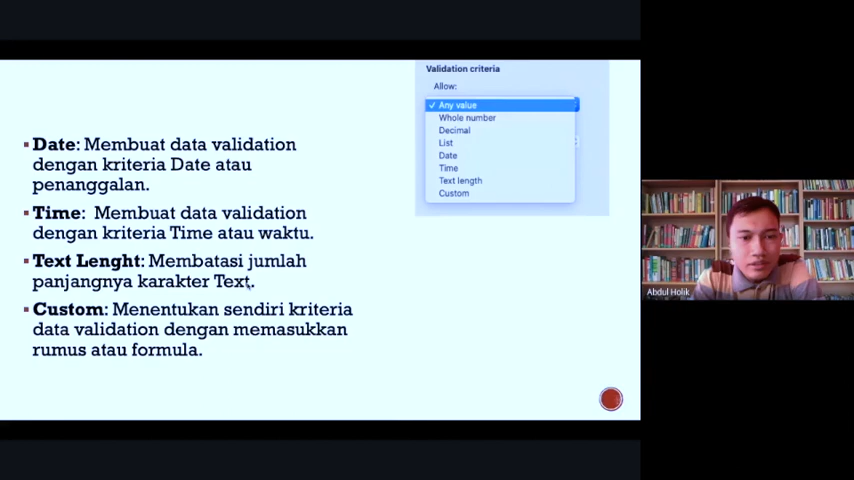 Validation criteria
Allow:
✓ Any value
Whole number
Decimal
List
Date
Time
Text length
Custom
▪ Date: Membuat data validation
dengan kriteria Date atau
penanggalan.
▪ Time: Membuat data validation
dengan kriteria Time atau waktu.
▪ Text Lenght: Membatasi jumlah
panjangnya karakter Text.
▪ Custom: Menentukan sendiri kriteria
data validation dengan memasukkan
rumus atau formula.
Abdul Holik